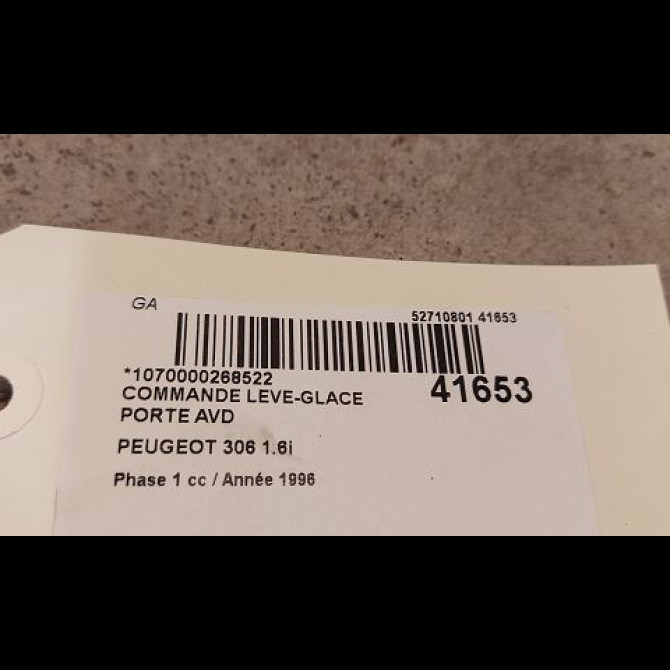 GA
52710801 41653
*1070000268522
41653
COMMANDE LEVE-GLACE
PORTE AVD
PEUGEOT 306 1.6i
Phase 1 cc / Année 1996